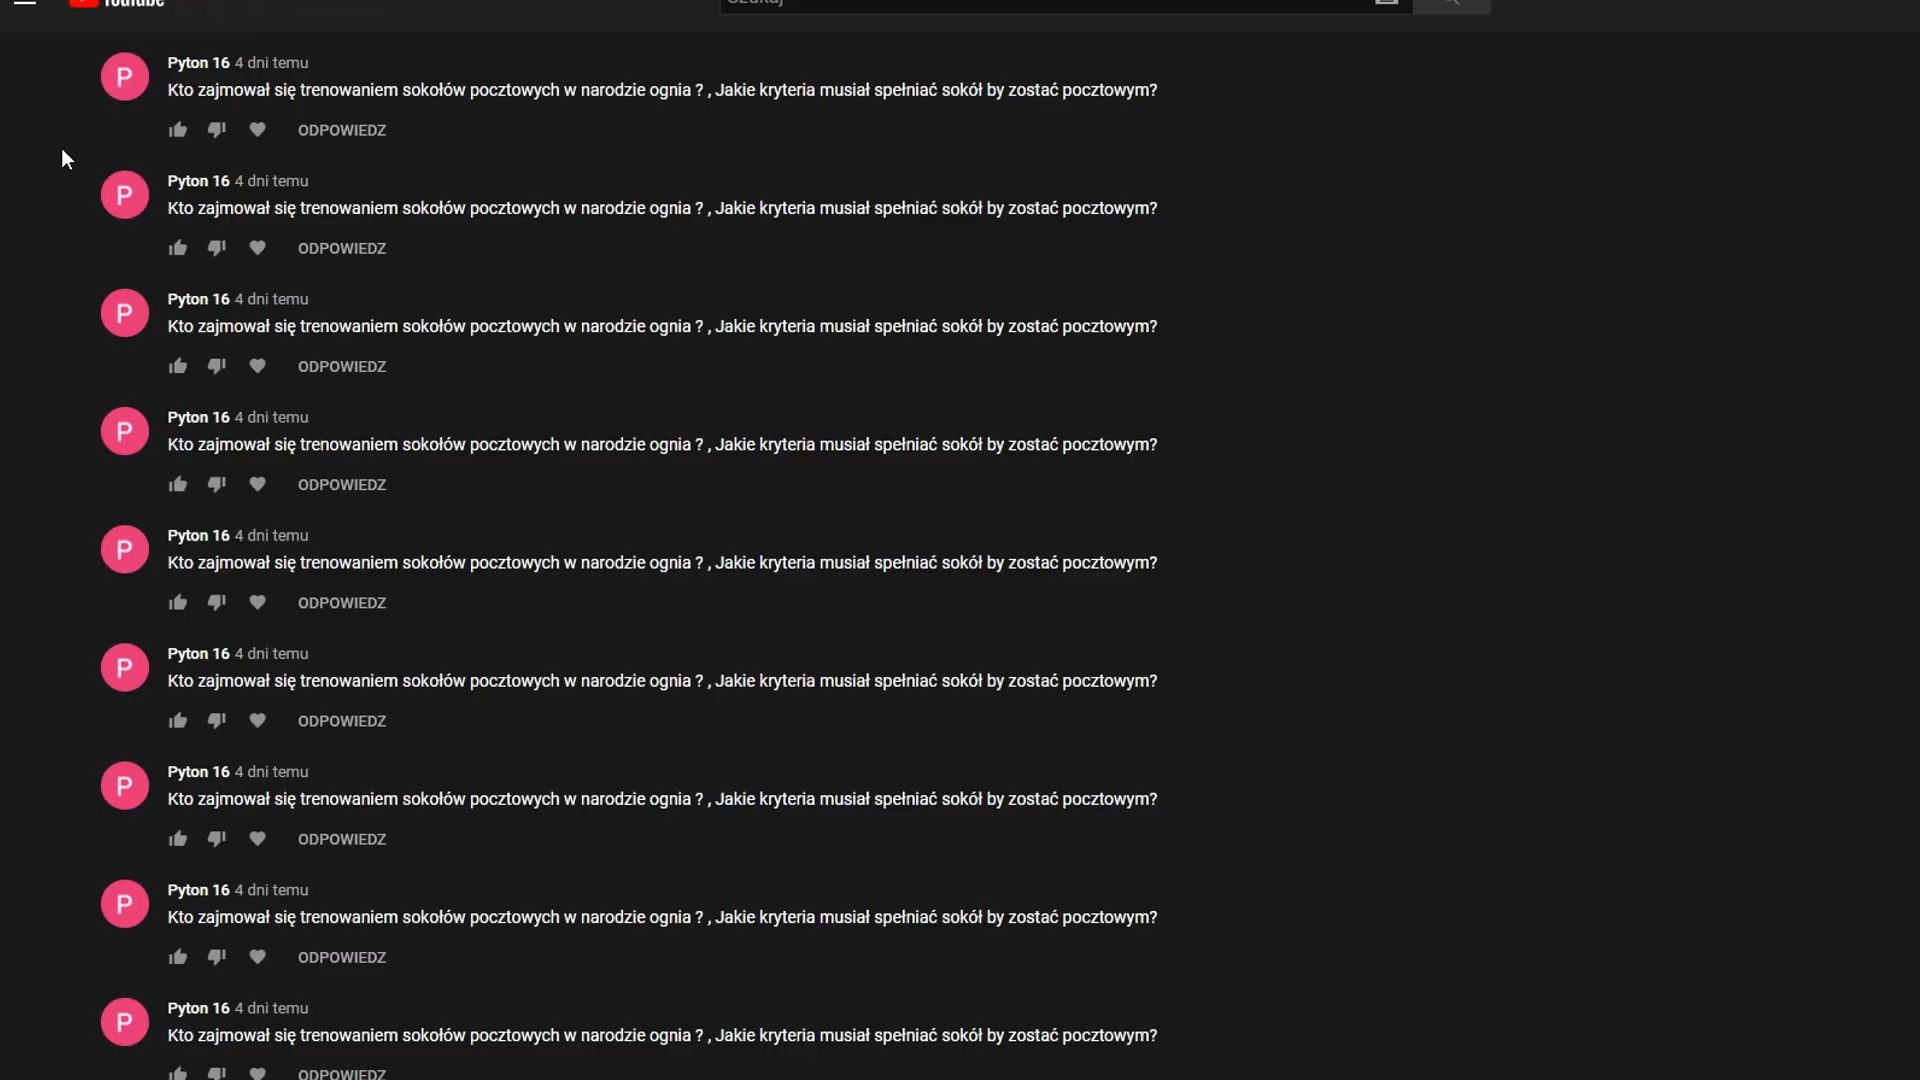 YouTube
Szukaj
Pyton 16 4 dni temu
Kto zajmował się trenowaniem sokołów pocztowych w narodzie ognia ? , Jakie kryteria musiał spełniać sokół by zostać pocztowym?
ODPOWIEDZ
Pyton 16 4 dni temu
Kto zajmował się trenowaniem sokołów pocztowych w narodzie ognia ? , Jakie kryteria musiał spełniać sokół by zostać pocztowym?
ODPOWIEDZ
Pyton 16 4 dni temu
Kto zajmował się trenowaniem sokołów pocztowych w narodzie ognia ? , Jakie kryteria musiał spełniać sokół by zostać pocztowym?
ODPOWIEDZ
Pyton 16 4 dni temu
Kto zajmował się trenowaniem sokołów pocztowych w narodzie ognia ? , Jakie kryteria musiał spełniać sokół by zostać pocztowym?
ODPOWIEDZ
Pyton 16 4 dni temu
Kto zajmował się trenowaniem sokołów pocztowych w narodzie ognia ? , Jakie kryteria musiał spełniać sokół by zostać pocztowym?
ODPOWIEDZ
Pyton 16 4 dni temu
Kto zajmował się trenowaniem sokołów pocztowych w narodzie ognia ? , Jakie kryteria musiał spełniać sokół by zostać pocztowym?
ODPOWIEDZ
Pyton 16 4 dni temu
Kto zajmował się trenowaniem sokołów pocztowych w narodzie ognia ? , Jakie kryteria musiał spełniać sokół by zostać pocztowym?
ODPOWIEDZ
Pyton 16 4 dni temu
Kto zajmował się trenowaniem sokołów pocztowych w narodzie ognia ? , Jakie kryteria musiał spełniać sokół by zostać pocztowym?
ODPOWIEDZ
Pyton 16 4 dni temu
Kto zajmował się trenowaniem sokołów pocztowych w narodzie ognia ? , Jakie kryteria musiał spełniać sokół by zostać pocztowym?
ODPOWIEDZ